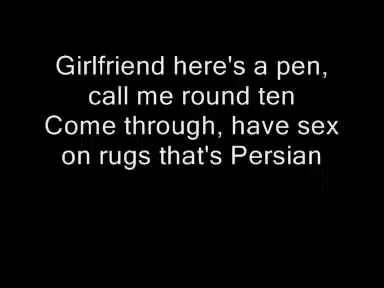 Girlfriend here's a pen,
call me round ten
Come through, have sex
on rugs that's Persian